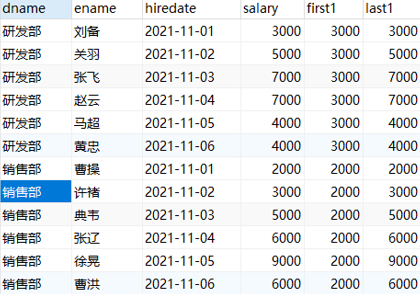 dname ename hiredate salary first1 last1
研发部 刘备 2021-11-01 3000 3000 3000
研发部 关羽 2021-11-02 5000 3000 5000
研发部 张飞 2021-11-03 7000 3000 7000
研发部 赵云 2021-11-04 7000 3000 7000
研发部 马超 2021-11-05 4000 3000 4000
研发部 黄忠 2021-11-06 4000 3000 4000
销售部 曹操 2021-11-01 2000 2000 2000
销售部 许褚 2021-11-02 3000 2000 3000
销售部 典韦 2021-11-03 5000 2000 5000
销售部 张辽 2021-11-04 6000 2000 6000
销售部 徐晃 2021-11-05 9000 2000 9000
销售部 曹洪 2021-11-06 6000 2000 6000